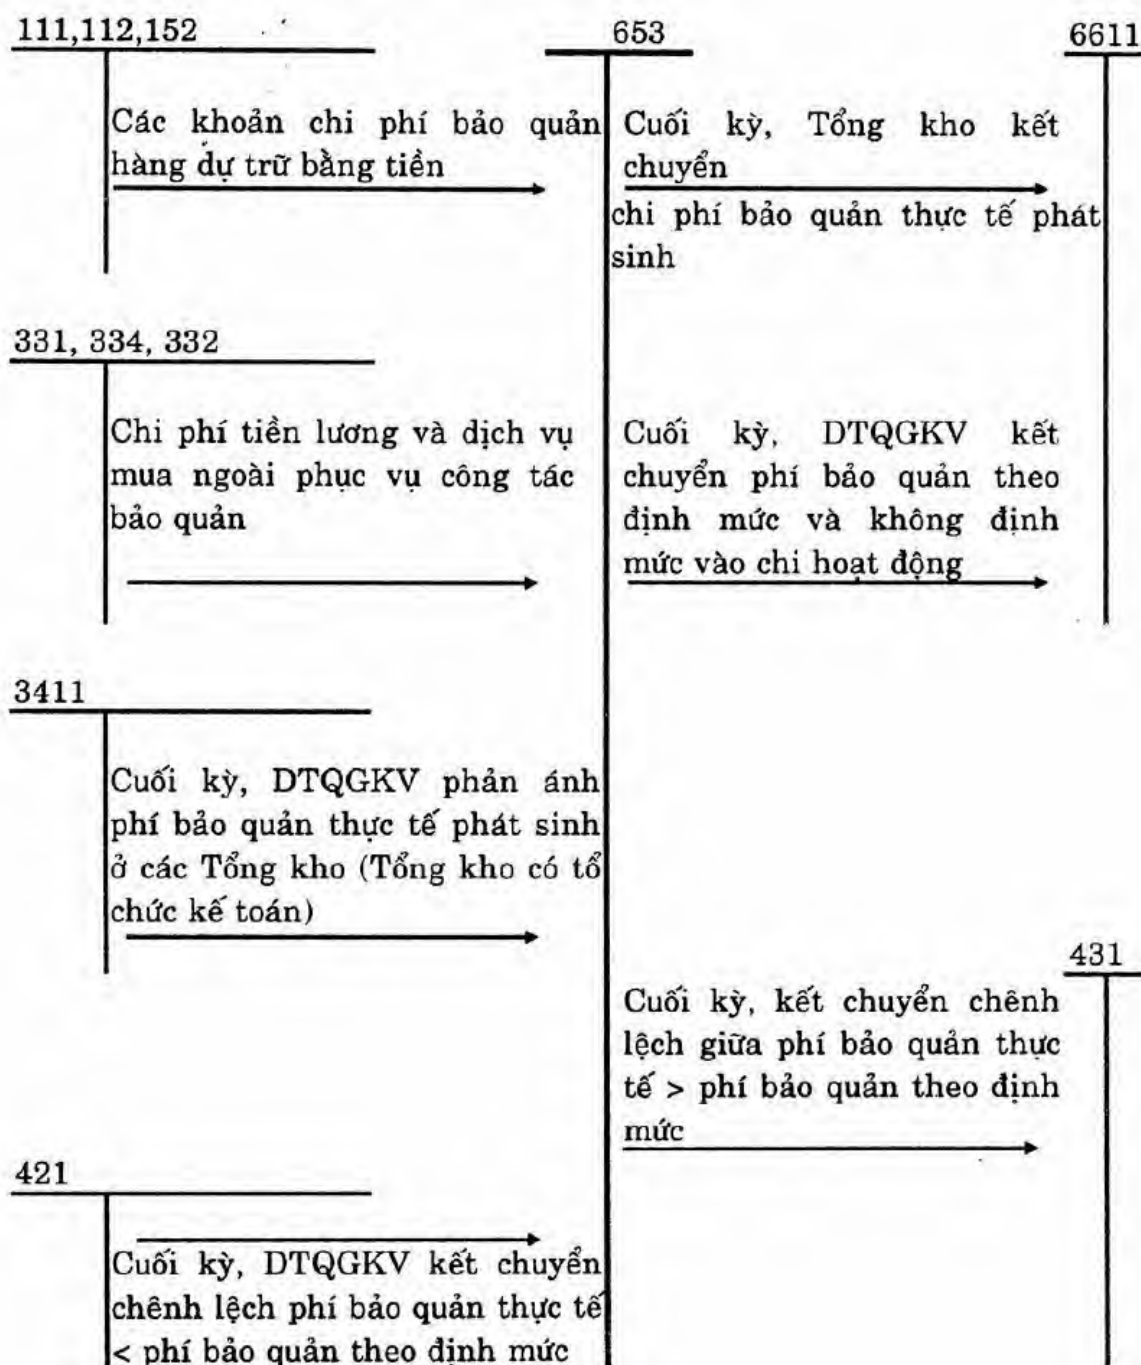 111,112,152
653
6611
Các khoản chi phí bảo quản
hàng dự trữ bằng tiền
Cuối kỳ, Tổng kho kết
chuyển
chi phí bảo quản thực tế phát
sinh
331, 334, 332
Chi phí tiền lương và dịch vụ
mua ngoài phục vụ công tác
bảo quản
Cuối kỳ, DTQGKV kết
chuyển phí bảo quản theo
định mức và không định
mức vào chi hoạt động
3411
Cuối kỳ, DTQGKV phản ánh
phí bảo quản thực tế phát sinh
ở các Tổng kho (Tổng kho có tổ
chức kế toán)
431
Cuối kỳ, kết chuyển chênh
lệch giữa phí bảo quản thực
tế > phí bảo quản theo định
mức
421
Cuối kỳ, DTQGKV kết chuyển
chênh lệch phí bảo quản thực tế
< phí bảo quản theo định mức